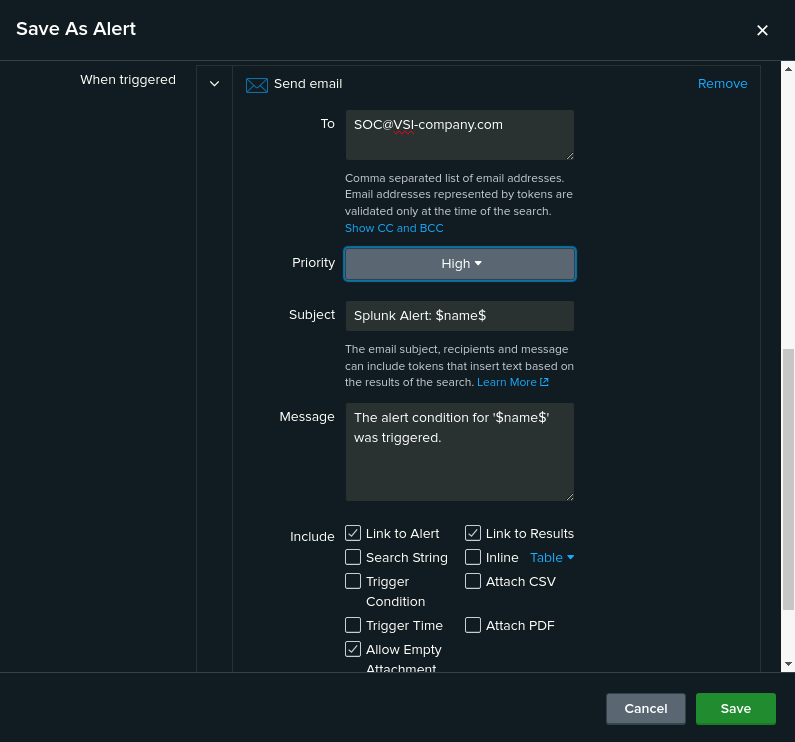 Save As Alert
When triggered
Send email
Remove
To
SOC@VSI-company.com
Comma separated list of email addresses.
Email addresses represented by tokens are
validated only at the time of the search.
Show CC and BCC
Priority
High
Subject
Splunk Alert: $name$
The email subject, recipients and message
can include tokens that insert text based on
the results of the search. Learn More
Message
The alert condition for '$name$'
was triggered.
Include
Link to Alert
Link to Results
Search String
Inline Table
Trigger
Condition
Attach CSV
Trigger Time
Attach PDF
Allow Empty
Attachment
Cancel
Save